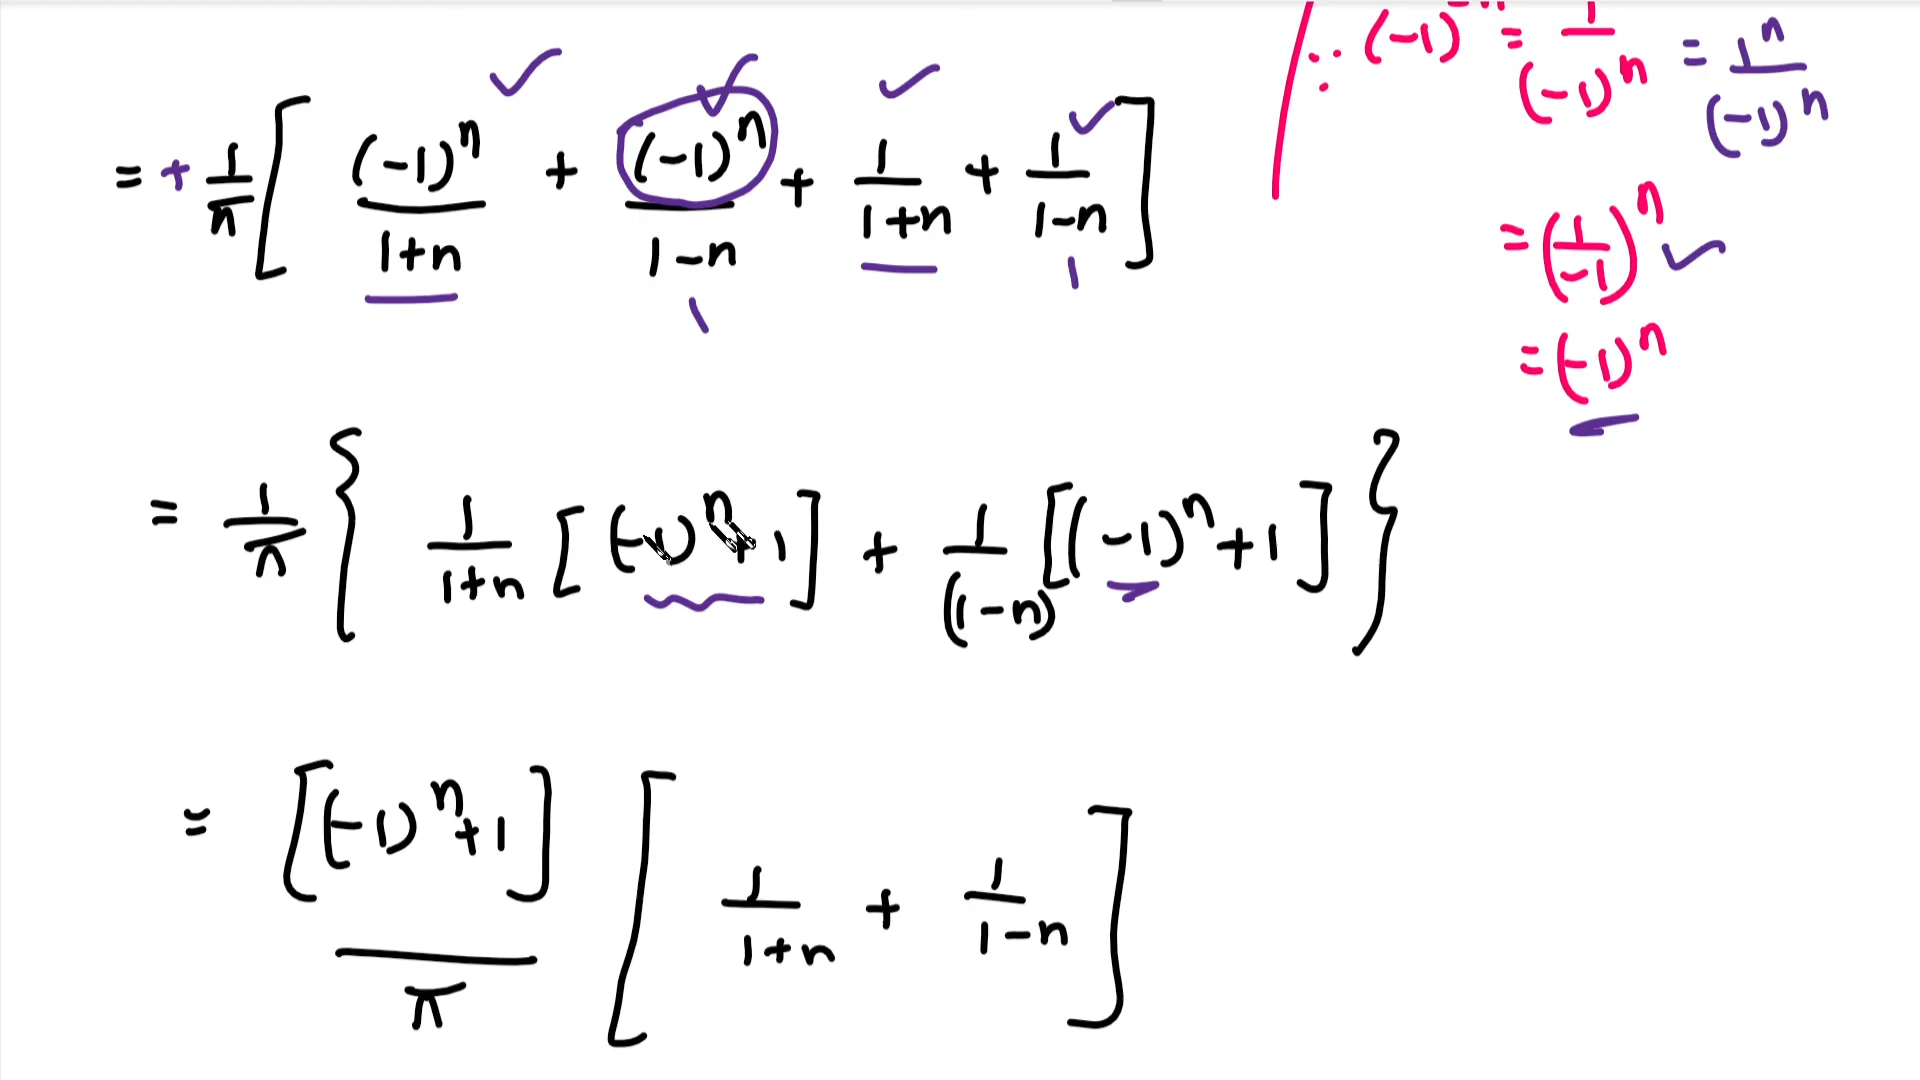 = + 1/π [ (-1)^n/(1+n) + (-1)^n/(1-n) + 1/(1+n) + 1/(1-n) ]
∵ (-1)^-n = 1/(-1)^n = 1^n/(-1)^n
= (1/-1)^n
= (-1)^n
= 1/π { 1/(1+n) [(-1)^n+1] + 1/(1-n) [(-1)^n+1] }
= [(-1)^n+1]/π [ 1/(1+n) + 1/(1-n) ]